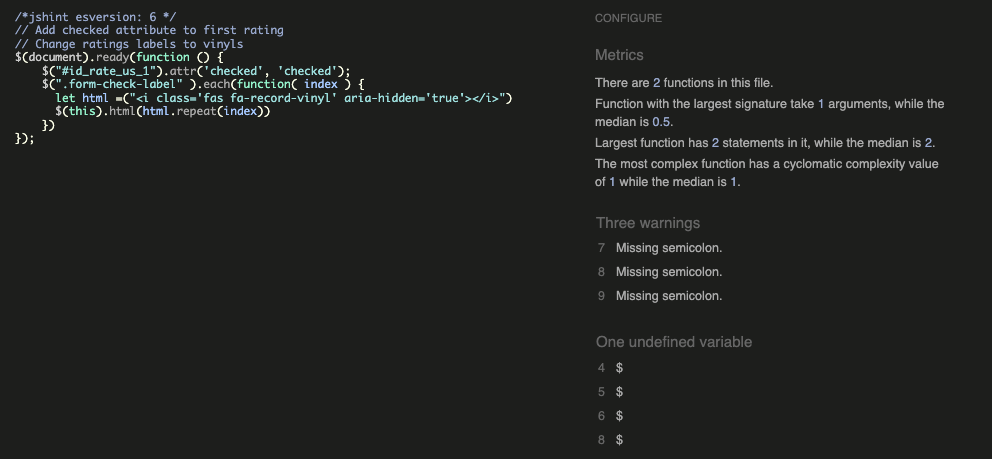 /*jshint esversion: 6 */
// Add checked attribute to first rating
// Change ratings labels to vinyls
$(document).ready(function () {
    $("#id_rate_us_1").attr('checked', 'checked');
    $(".form-check-label" ).each(function( index ) {
      let html =("<i class='fas fa-record-vinyl' aria-hidden='true'></i>")
      $(this).html(html.repeat(index))
    })
});
CONFIGURE
Metrics
There are 2 functions in this file.
Function with the largest signature take 1 arguments, while the
median is 0.5.
Largest function has 2 statements in it, while the median is 2.
The most complex function has a cyclomatic complexity value
of 1 while the median is 1.
Three warnings
7 Missing semicolon.
8 Missing semicolon.
9 Missing semicolon.
One undefined variable
4 $
5 $
6 $
8 $